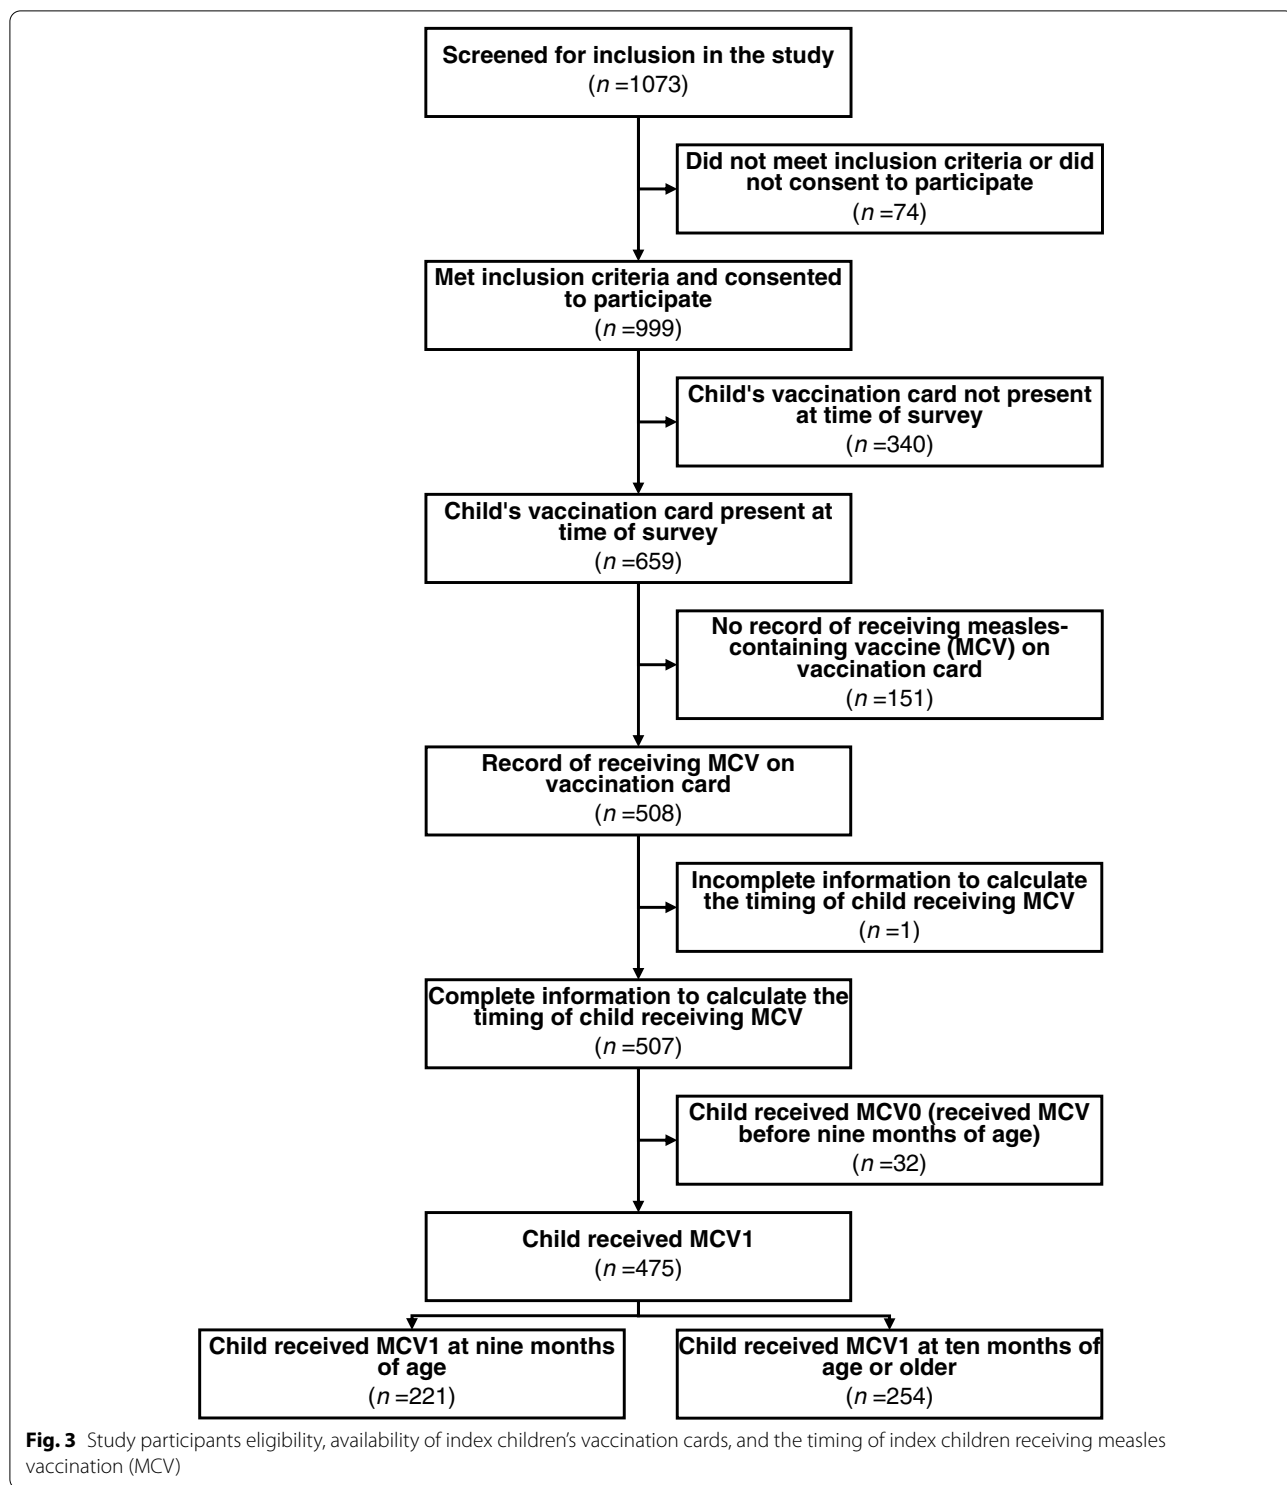 Screened for inclusion in the study
(n =1073)
Did not meet inclusion criteria or did
not consent to participate
(n =74)
Met inclusion criteria and consented
to participate
(n =999)
Child's vaccination card not present
at time of survey
(n =340)
Child's vaccination card present at
time of survey
(n =659)
No record of receiving measles-
containing vaccine (MCV) on
vaccination card
(n =151)
Record of receiving MCV on
vaccination card
(n =508)
Incomplete information to calculate
the timing of child receiving MCV
(n =1)
Complete information to calculate the
timing of child receiving MCV
(n =507)
Child received MCV0 (received MCV
before nine months of age)
(n =32)
Child received MCV1
(n =475)
Child received MCV1 at nine months
of age
(n =221)
Child received MCV1 at ten months of
age or older
(n =254)
Fig. 3 Study participants eligibility, availability of index children’s vaccination cards, and the timing of index children receiving measles
vaccination (MCV)